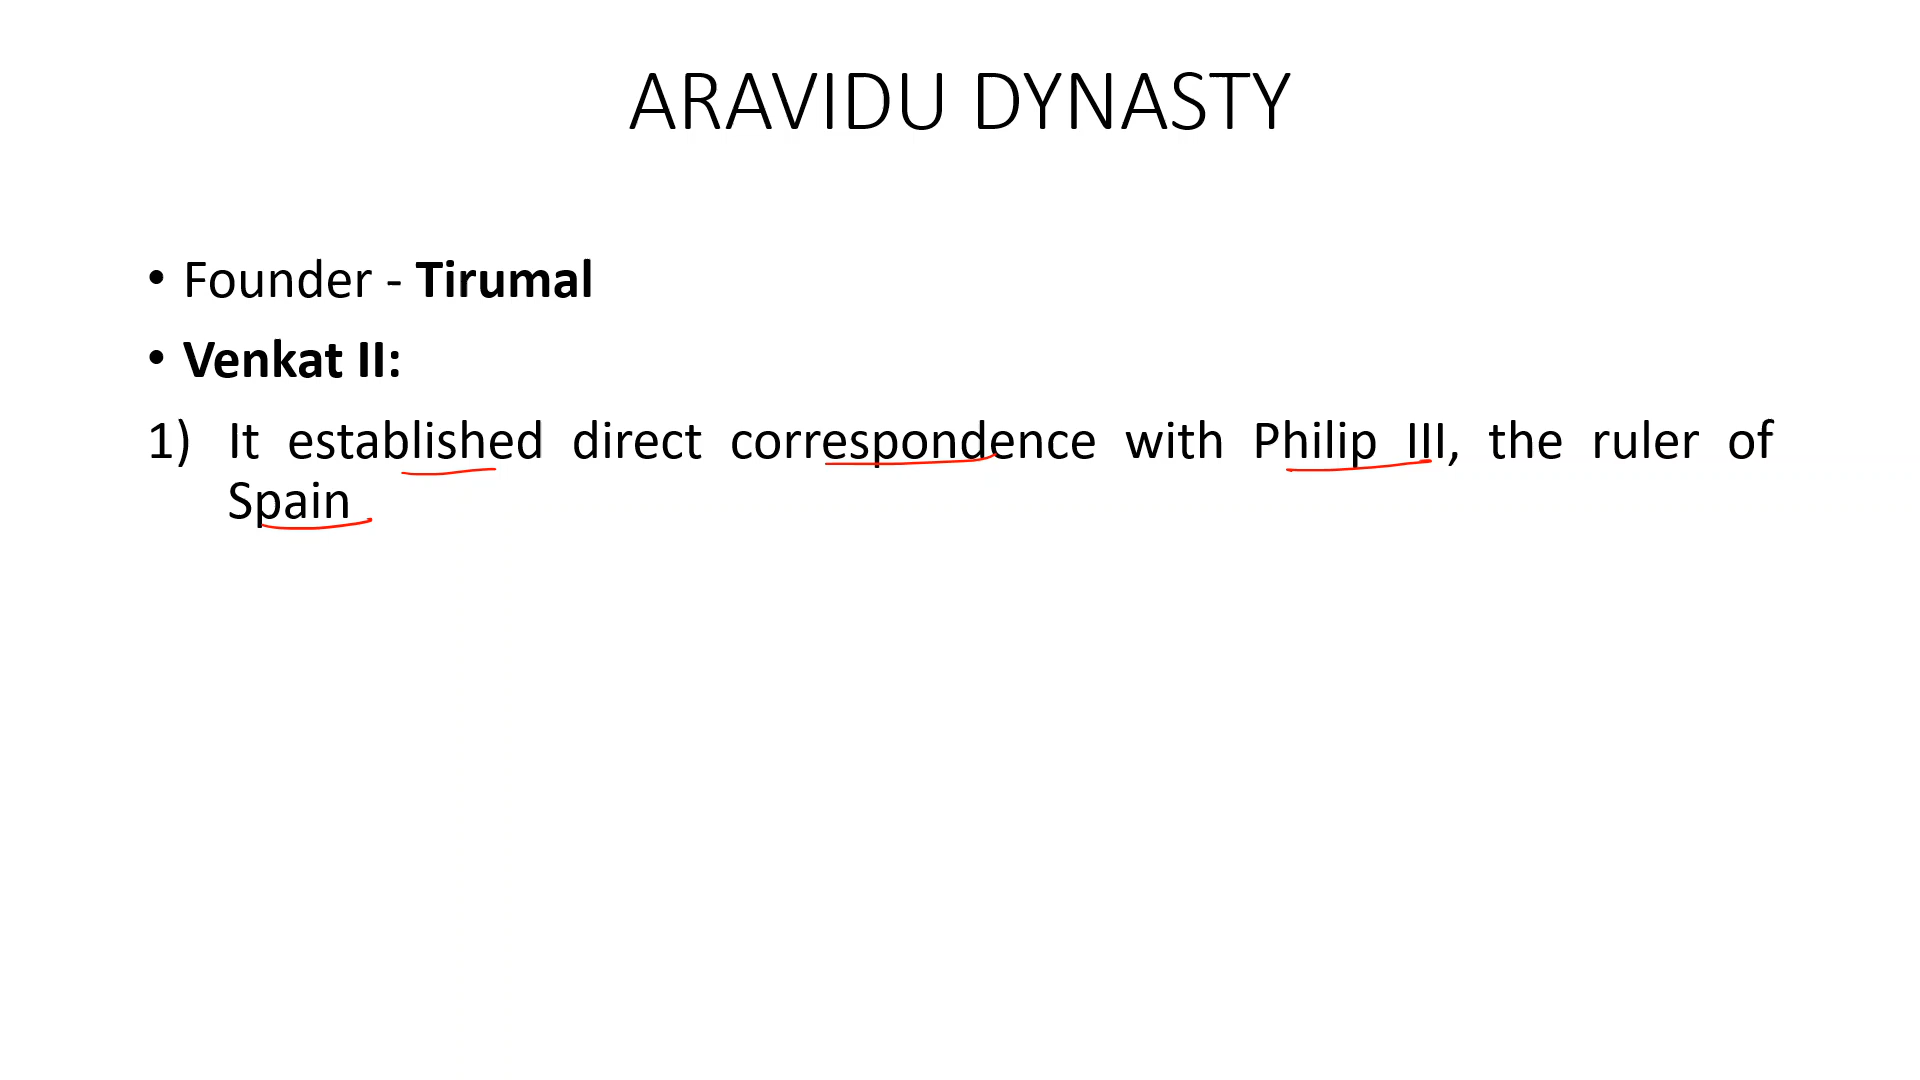 ARAVIDU DYNASTY
• Founder - Tirumal
• Venkat II:
1) It established direct correspondence with Philip III, the ruler of
Spain